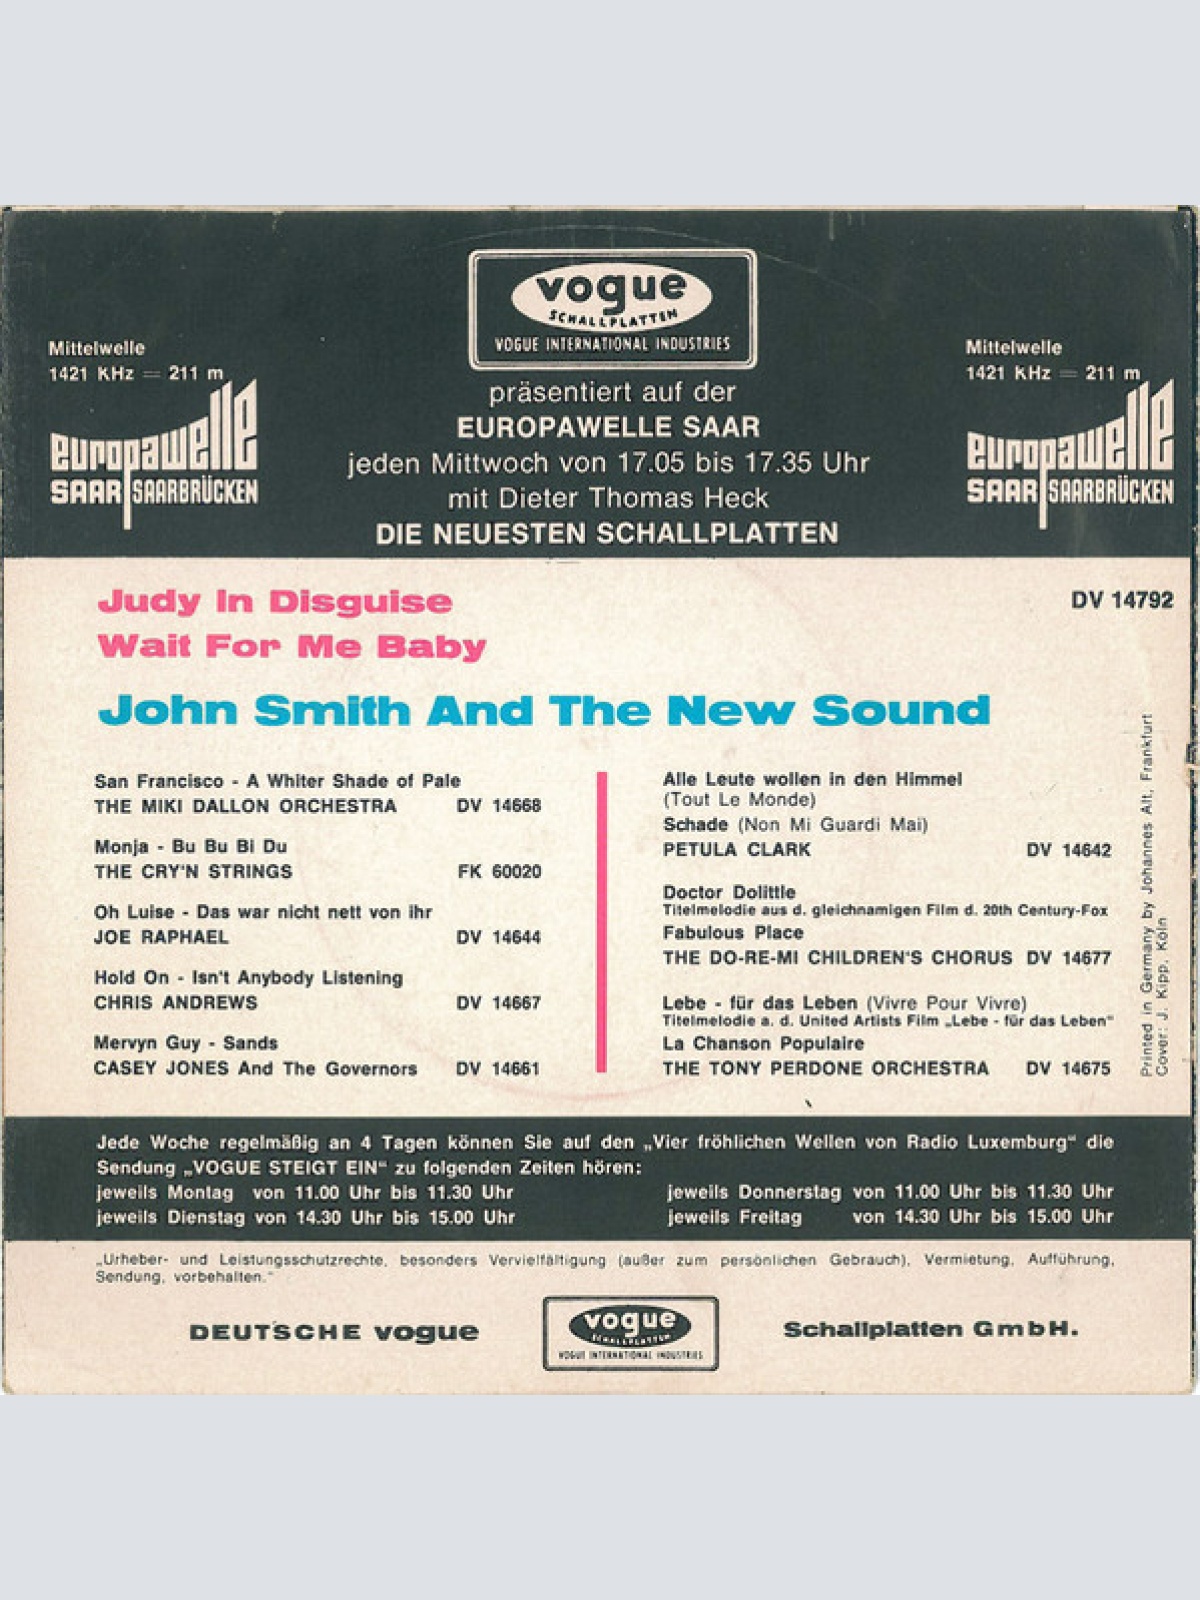 vogue
SCHALLPLATTEN
VOGUE INTERNATIONAL INDUSTRIES
Mittelwelle
1421 KHz = 211 m
europawelle
SAAR SAARBRÜCKEN
präsentiert auf der
EUROPAWELLE SAAR
jeden Mittwoch von 17.05 bis 17.35 Uhr
mit Dieter Thomas Heck
DIE NEUESTEN SCHALLPLATTEN
Mittelwelle
1421 KHz = 211 m
europawelle
SAAR SAARBRÜCKEN
Judy In Disguise
Wait For Me Baby
DV 14792
John Smith And The New Sound
San Francisco - A Whiter Shade of Pale
THE MIKI DALLON ORCHESTRA DV 14668
Monja - Bu Bu Bi Du
THE CRY'N STRINGS FK 60020
Oh Luise - Das war nicht nett von ihr
JOE RAPHAEL DV 14644
Hold On - Isn't Anybody Listening
CHRIS ANDREWS DV 14667
Mervyn Guy - Sands
CASEY JONES And The Governors DV 14661
Alle Leute wollen in den Himmel
(Tout Le Monde)
Schade (Non Mi Guardi Mai)
PETULA CLARK DV 14642
Doctor Dolittle
Titelmelodie aus d. gleichnamigen Film d. 20th Century-Fox
Fabulous Place
THE DO-RE-MI CHILDREN'S CHORUS DV 14677
Lebe - für das Leben (Vivre Pour Vivre)
Titelmelodie a. d. United Artists Film „Lebe - für das Leben"
La Chanson Populaire
THE TONY PERDONE ORCHESTRA DV 14675
Printed in Germany by Johannes Alt, Frankfurt
Cover: J. Kipp, Köln
Jede Woche regelmäßig an 4 Tagen können Sie auf den „Vier fröhlichen Wellen von Radio Luxemburg" die
Sendung „VOGUE STEIGT EIN" zu folgenden Zeiten hören:
jeweils Montag von 11.00 Uhr bis 11.30 Uhr
jeweils Dienstag von 14.30 Uhr bis 15.00 Uhr
jeweils Donnerstag von 11.00 Uhr bis 11.30 Uhr
jeweils Freitag von 14.30 Uhr bis 15.00 Uhr
„Urheber- und Leistungsschutzrechte, besonders Vervielfältigung (außer zum persönlichen Gebrauch), Vermietung, Aufführung,
Sendung, vorbehalten."
DEUTSCHE vogue
vogue
SCHALLPLATTEN
VOGUE INTERNATIONAL INDUSTRIES
Schallplatten GmbH.